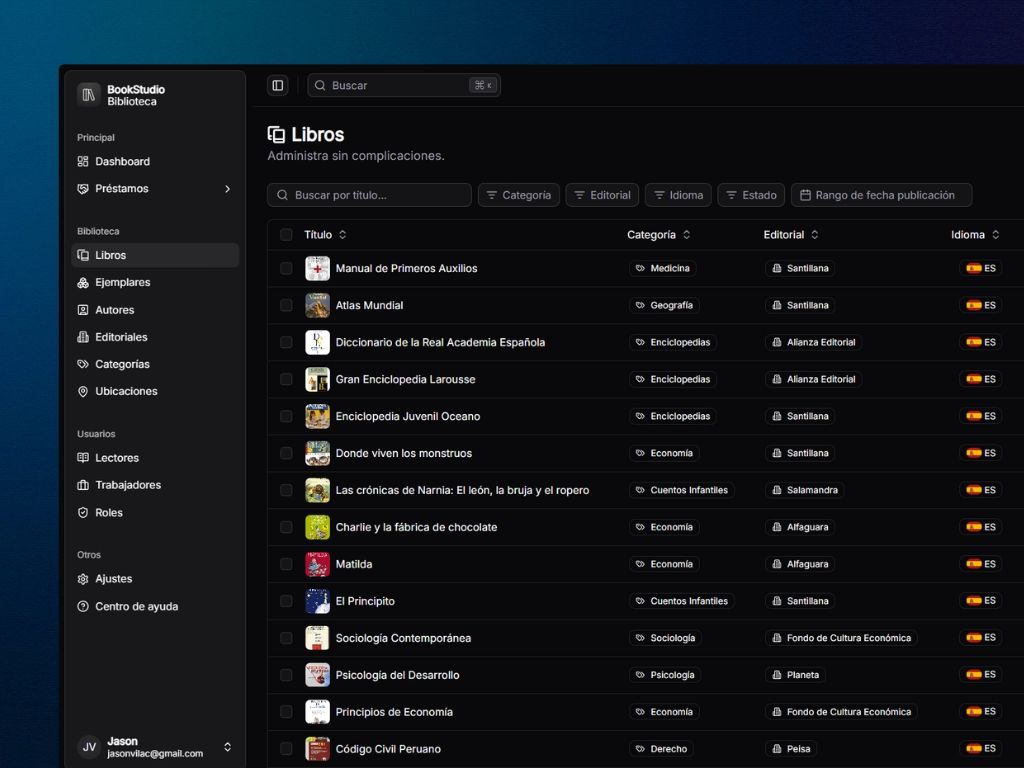 BookStudio
Biblioteca
Principal
Dashboard
Préstamos
Biblioteca
Libros
Ejemplares
Autores
Editoriales
Categorías
Ubicaciones
Usuarios
Lectores
Trabajadores
Roles
Otros
Ajustes
Centro de ayuda
JV
Jason
jasonvilac@gmail.com
Buscar ⌘ K
Libros
Administra sin complicaciones.
Buscar por título... Categoría Editorial Idioma Estado Rango de fecha publicación
Título Categoría Editorial Idioma
Manual de Primeros Auxilios Medicina Santillana ES
Atlas Mundial Geografía Santillana ES
Diccionario de la Real Academia Española Enciclopedias Alianza Editorial ES
Gran Enciclopedia Larousse Enciclopedias Alianza Editorial ES
Enciclopedia Juvenil Oceano Enciclopedias Santillana ES
Donde viven los monstruos Economía Santillana ES
Las crónicas de Narnia: El león, la bruja y el ropero Cuentos Infantiles Salamandra ES
Charlie y la fábrica de chocolate Economía Alfaguara ES
Matilda Economía Alfaguara ES
El Principito Cuentos Infantiles Santillana ES
Sociología Contemporánea Sociología Fondo de Cultura Económica ES
Psicología del Desarrollo Psicología Planeta ES
Principios de Economía Economía Fondo de Cultura Económica ES
Código Civil Peruano Derecho Peisa ES